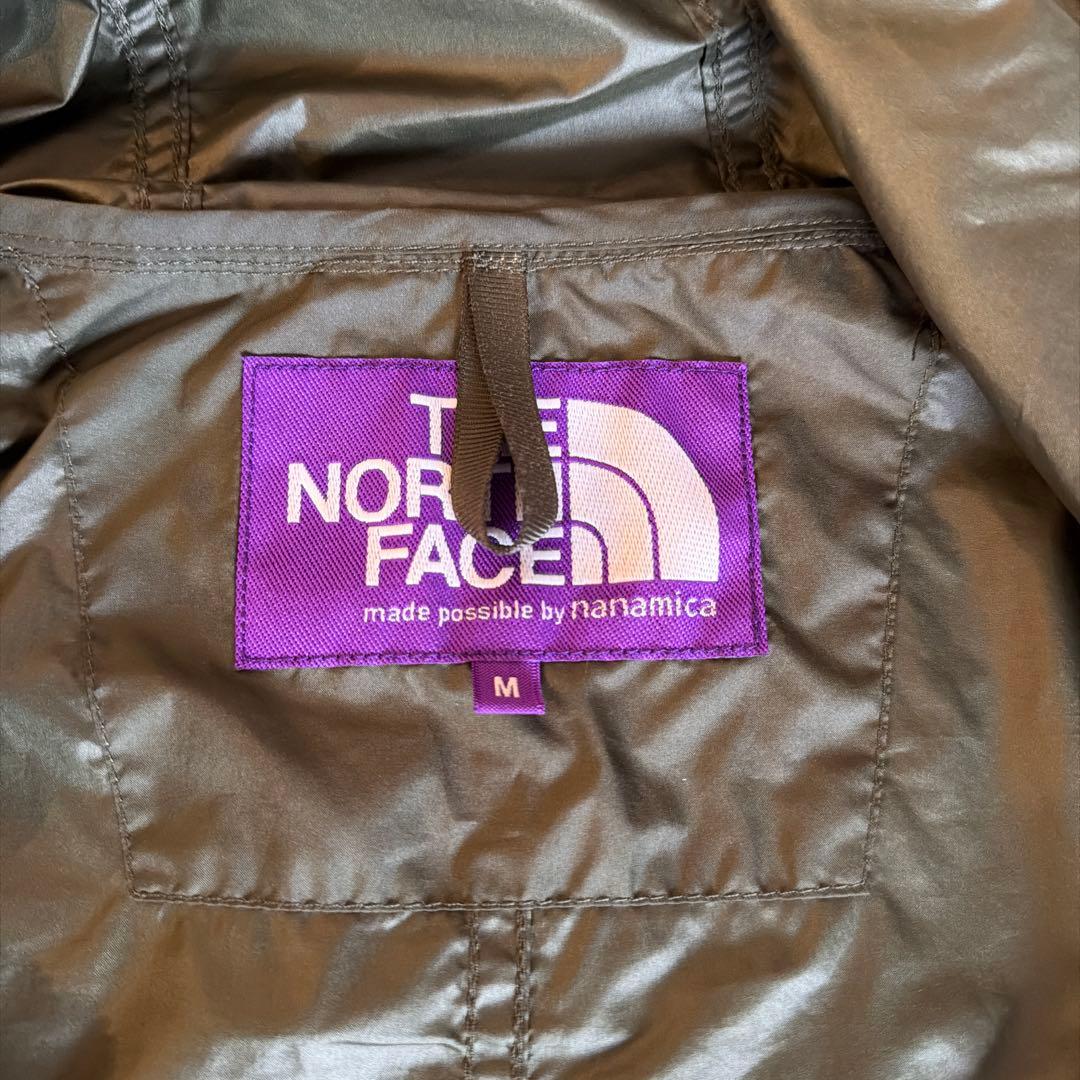 THE
NORTH
FACE
made possible by nanamica
M